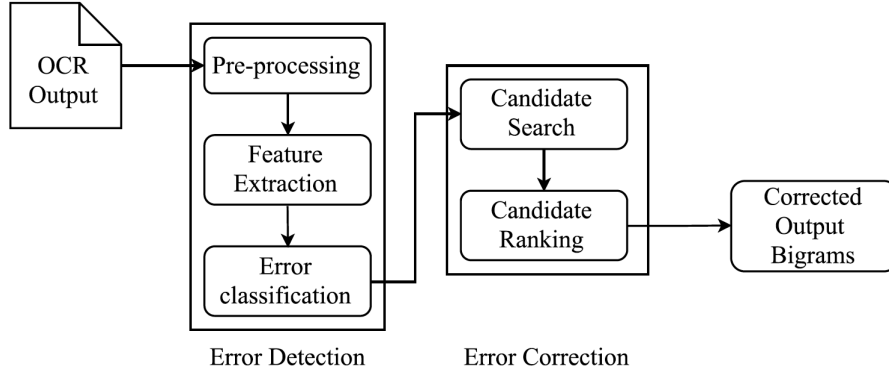 OCR
Output
Pre-processing
Feature
Extraction
Error
classification
Error Detection
Candidate
Search
Candidate
Ranking
Error Correction
Corrected
Output
Bigrams